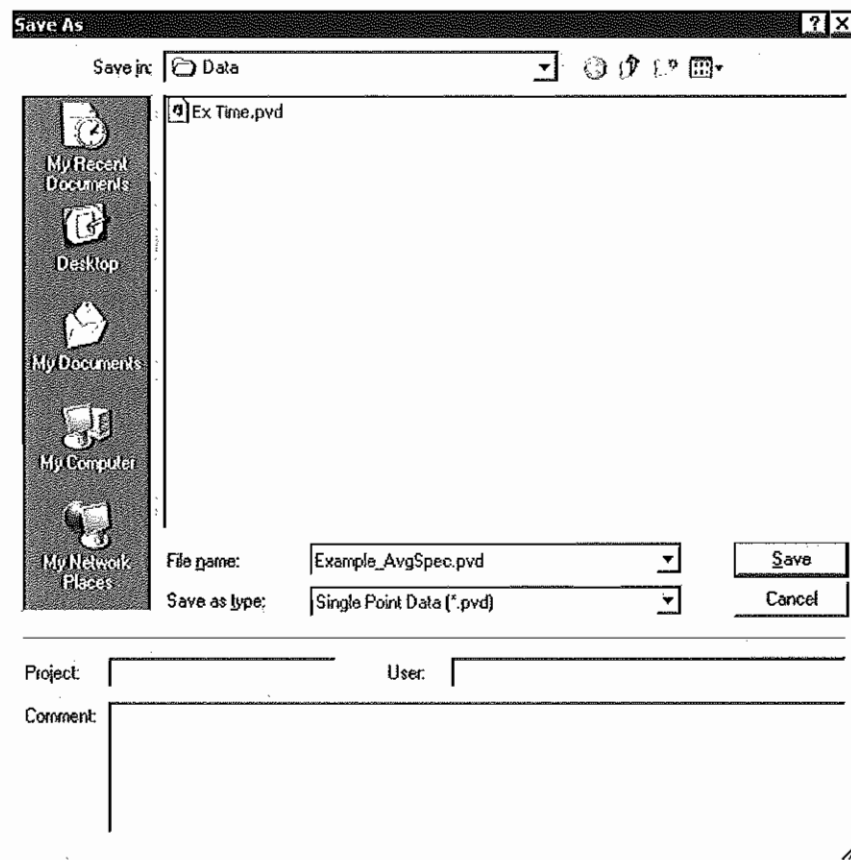 Save As
Save in: Data
Ex Time.pvd
My Recent
Documents
Desktop
My Documents
My Computer
My Network
Places
File name: Example_AvgSpec.pvd Save
Save as type: Single Point Data (*.pvd) Cancel
Project: User:
Comment: